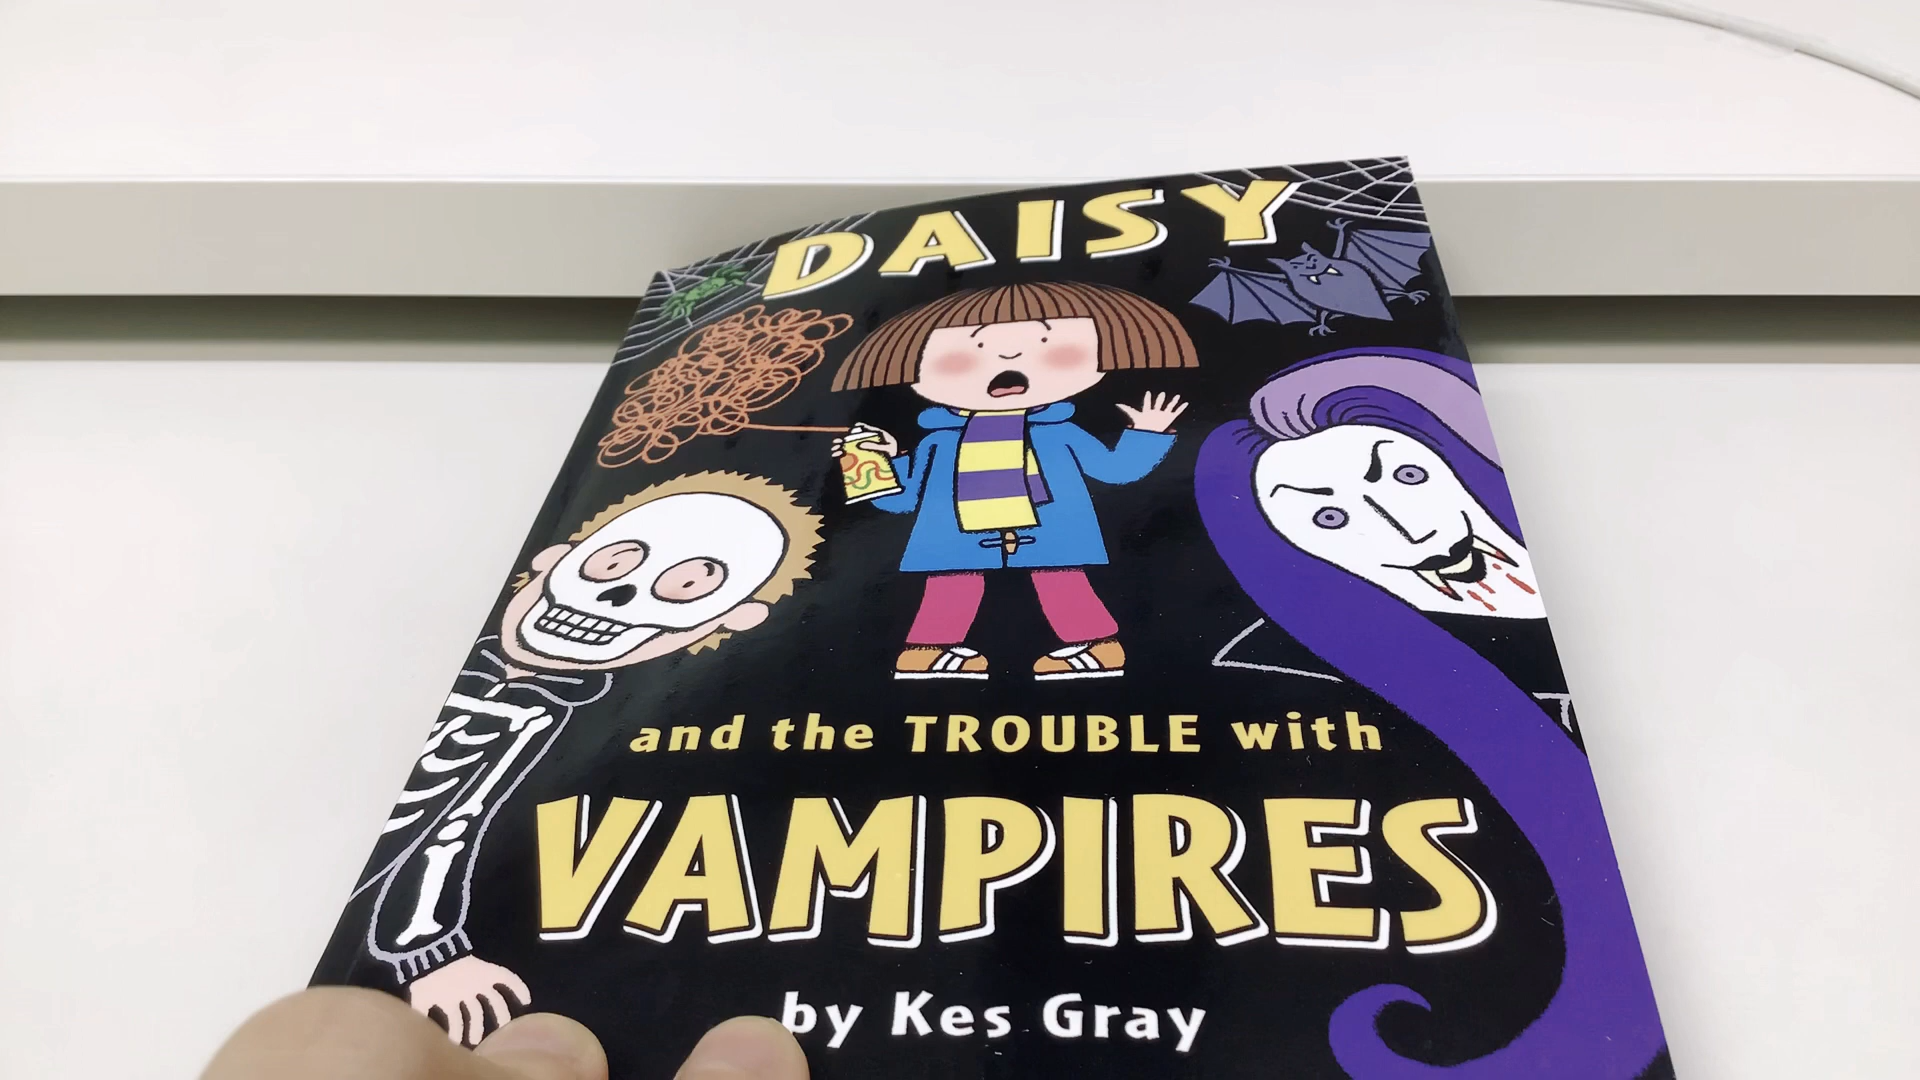 DAISY
and the TROUBLE with
VAMPIRES
by Kes Gray